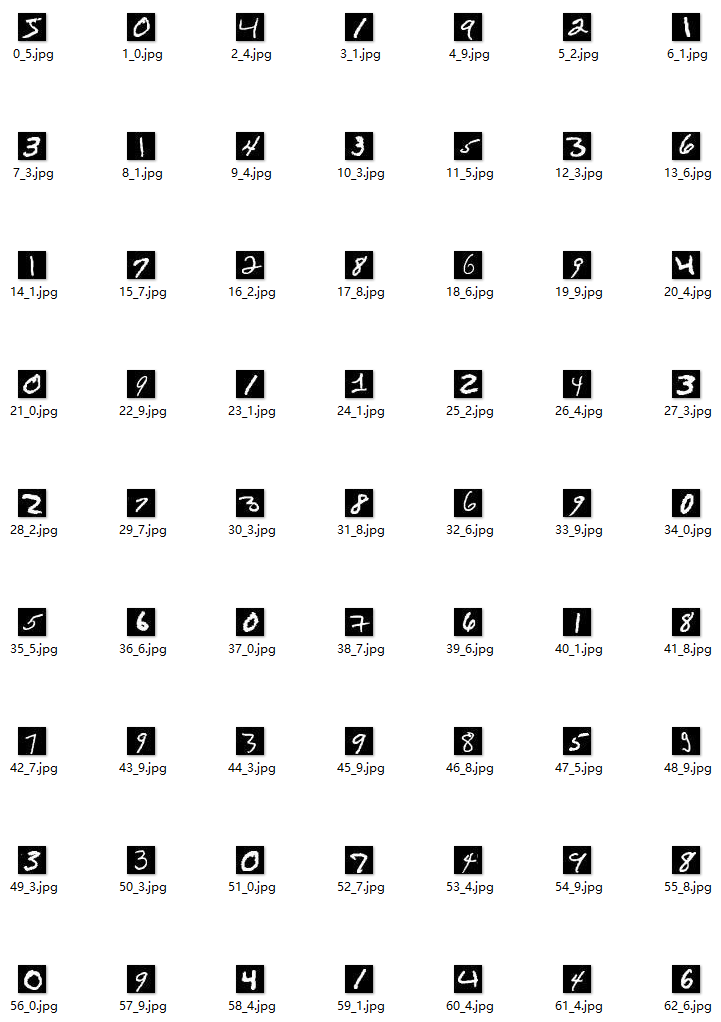 5 0 4 1 9 2 1
0_5.jpg 1_0.jpg 2_4.jpg 3_1.jpg 4_9.jpg 5_2.jpg 6_1.jpg
3 1 4 3 5 3 6
7_3.jpg 8_1.jpg 9_4.jpg 10_3.jpg 11_5.jpg 12_3.jpg 13_6.jpg
1 7 2 8 6 9 4
14_1.jpg 15_7.jpg 16_2.jpg 17_8.jpg 18_6.jpg 19_9.jpg 20_4.jpg
0 9 1 1 2 4 3
21_0.jpg 22_9.jpg 23_1.jpg 24_1.jpg 25_2.jpg 26_4.jpg 27_3.jpg
2 7 3 8 6 9 0
28_2.jpg 29_7.jpg 30_3.jpg 31_8.jpg 32_6.jpg 33_9.jpg 34_0.jpg
5 6 0 7 6 1 8
35_5.jpg 36_6.jpg 37_0.jpg 38_7.jpg 39_6.jpg 40_1.jpg 41_8.jpg
7 9 3 9 8 5 9
42_7.jpg 43_9.jpg 44_3.jpg 45_9.jpg 46_8.jpg 47_5.jpg 48_9.jpg
3 3 0 7 4 9 8
49_3.jpg 50_3.jpg 51_0.jpg 52_7.jpg 53_4.jpg 54_9.jpg 55_8.jpg
0 9 4 1 4 4 6
56_0.jpg 57_9.jpg 58_4.jpg 59_1.jpg 60_4.jpg 61_4.jpg 62_6.jpg